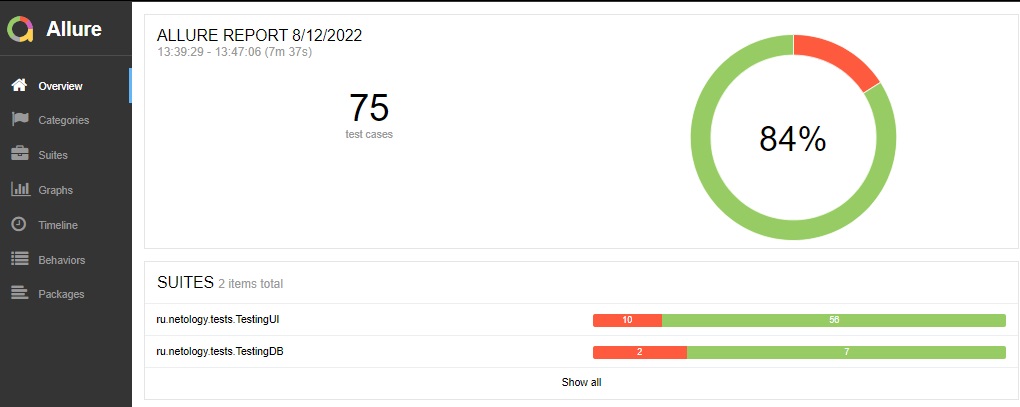 Allure
Overview
Categories
Suites
Graphs
Timeline
Behaviors
Packages
ALLURE REPORT 8/12/2022
13:39:29 - 13:47:06 (7m 37s)
75
test cases
84%
SUITES 2 items total
ru.netology.tests.TestingUI
10 56
ru.netology.tests.TestingDB
2 7
Show all